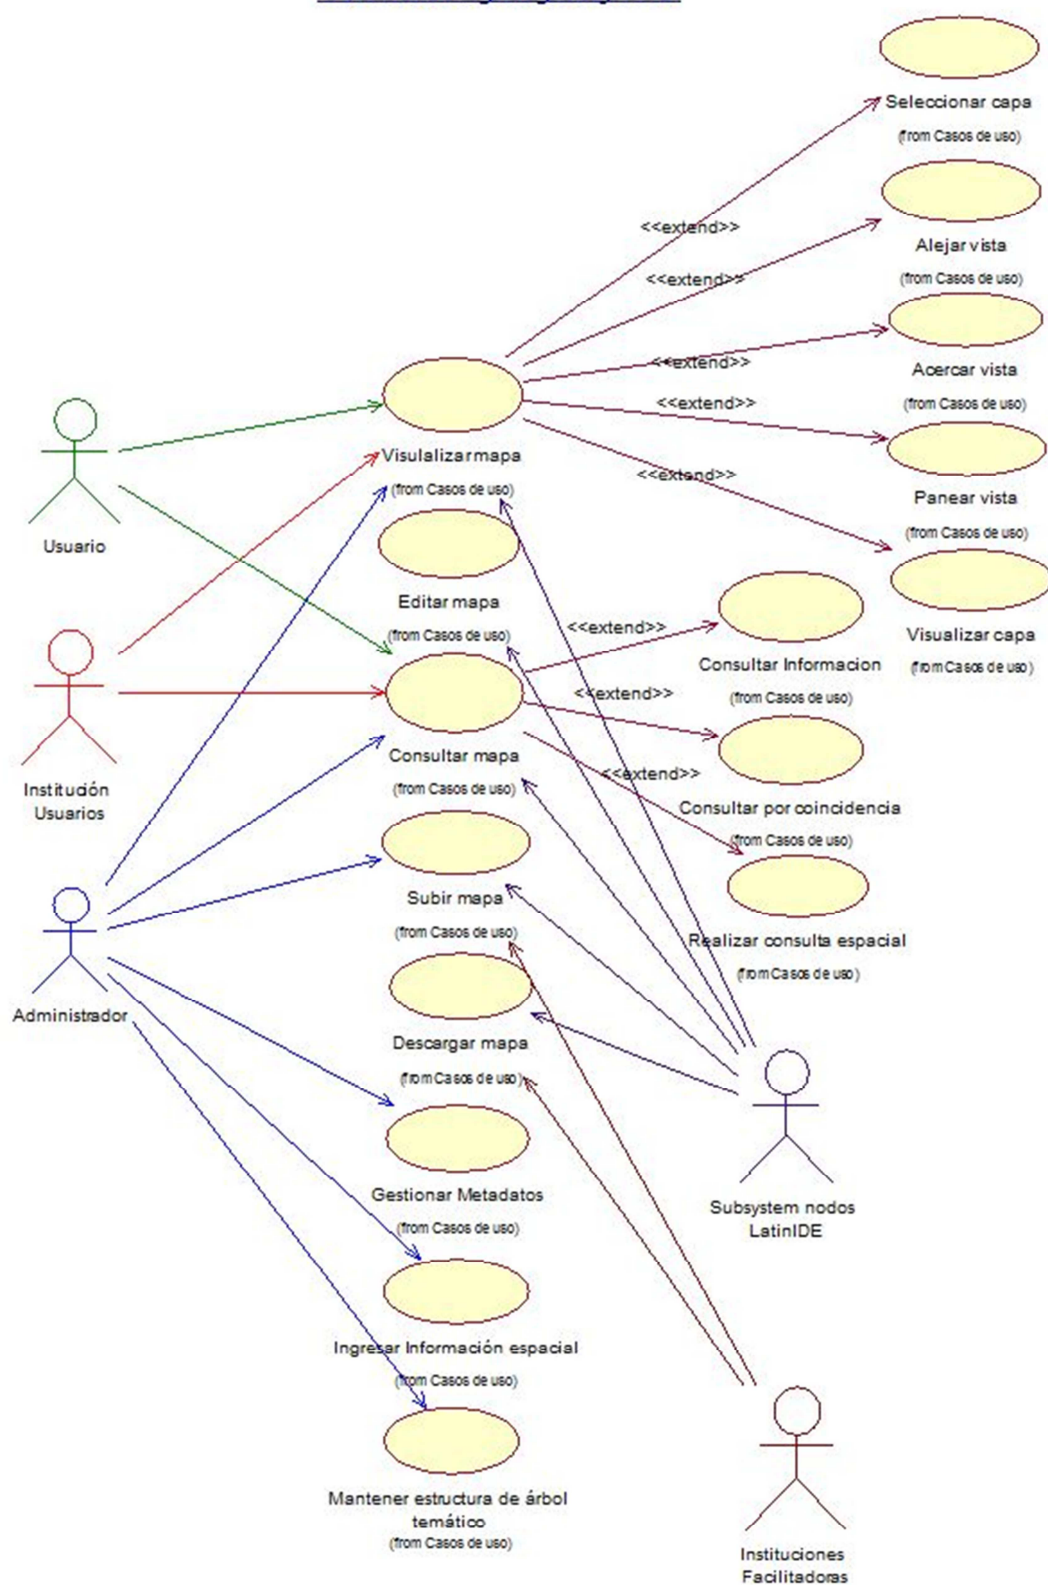 Seleccionar capa
(from Casos de uso)
<<extend>>
Alejar vista
(from Casos de uso)
<<extend>>
<<extend>>
Acercar vista
(from Casos de uso)
<<extend>>
Visulalizar mapa
(from Casos de uso)
<<extend>>
Panear vista
(from Casos de uso)
Usuario
Editar mapa
(from Casos de uso)
<<extend>>
Visualizar capa
(from Casos de uso)
Consultar Informacion
(from Casos de uso)
<<extend>>
Institución
Usuarios
Consultar mapa
(from Casos de uso)
<<extend>>
Consultar por coincidencia
(from Casos de uso)
Subir mapa
(from Casos de uso)
Realizar consulta espacial
(from Casos de uso)
Administrador
Descargar mapa
(from Casos de uso)
Gestionar Metadatos
(from Casos de uso)
Subsystem nodos
LatinIDE
Ingresar Información espacial
(from Casos de uso)
Mantener estructura de árbol
temático
(from Casos de uso)
Instituciones
Facilitadoras